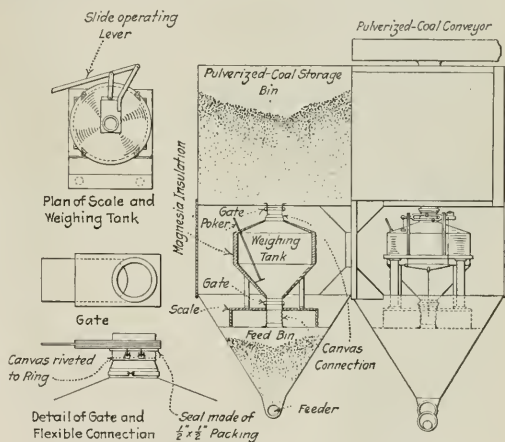 Slide operating
Lever
Pulverized-Coal Conveyor
Pulverized-Coal Storage
Bin
Plan of Scale and
Weighing Tank
Magnesia Insulation
Gate
Poker
Weighing
Tank
Gate
Scale
Feed Bin
Gate
Canvas riveted
to Ring
Canvas
Connection
Detail of Gate and
Flexible Connection
Seal made of
1/2" x 1/2" Packing
Feeder